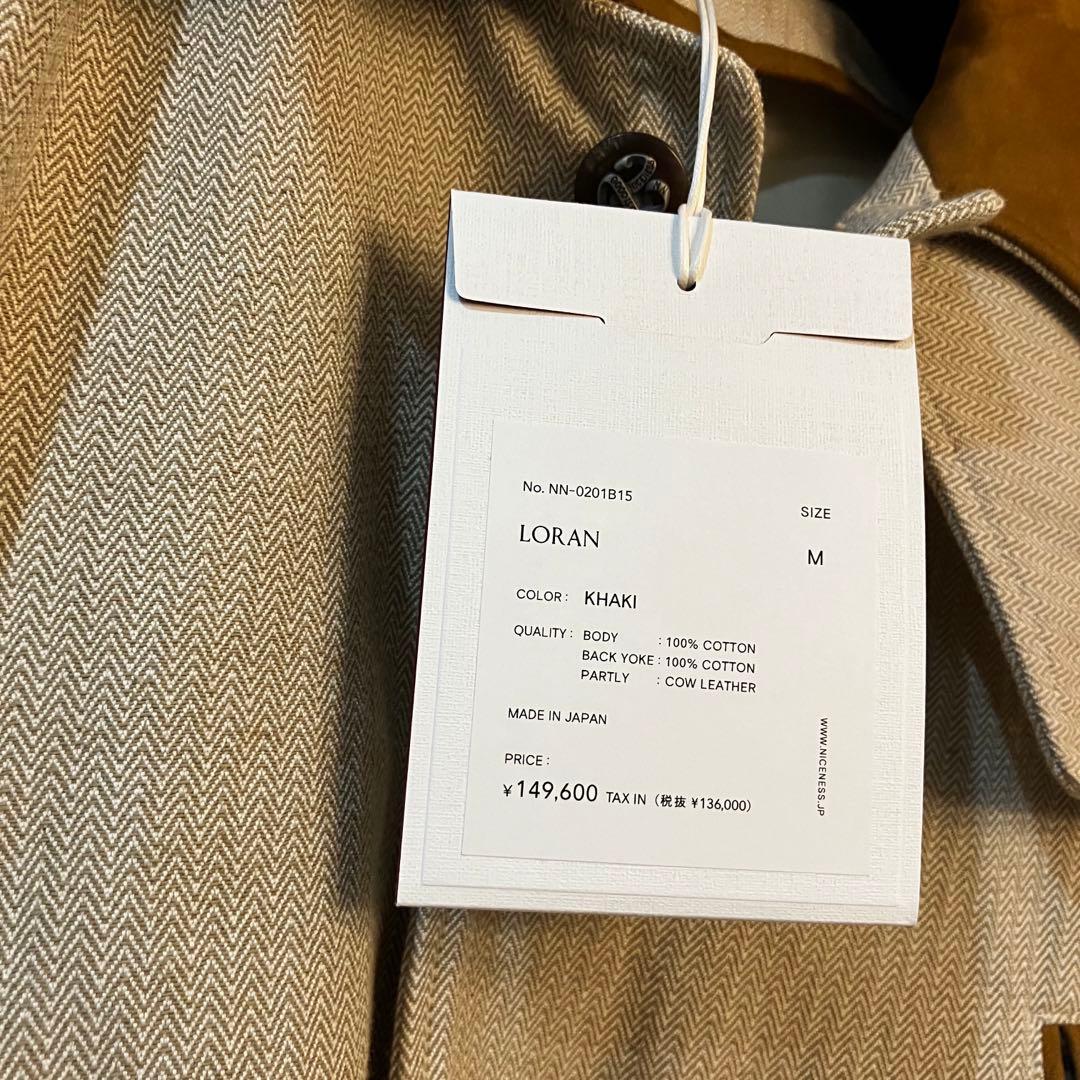 No. NN-0201B15
SIZE
LORAN
M
COLOR: KHAKI
QUALITY: BODY : 100% COTTON
BACK YOKE : 100% COTTON
PARTLY : COW LEATHER
MADE IN JAPAN
PRICE:
¥149,600 TAX IN (税抜 ¥136,000)
WWW.NICENESS.JP